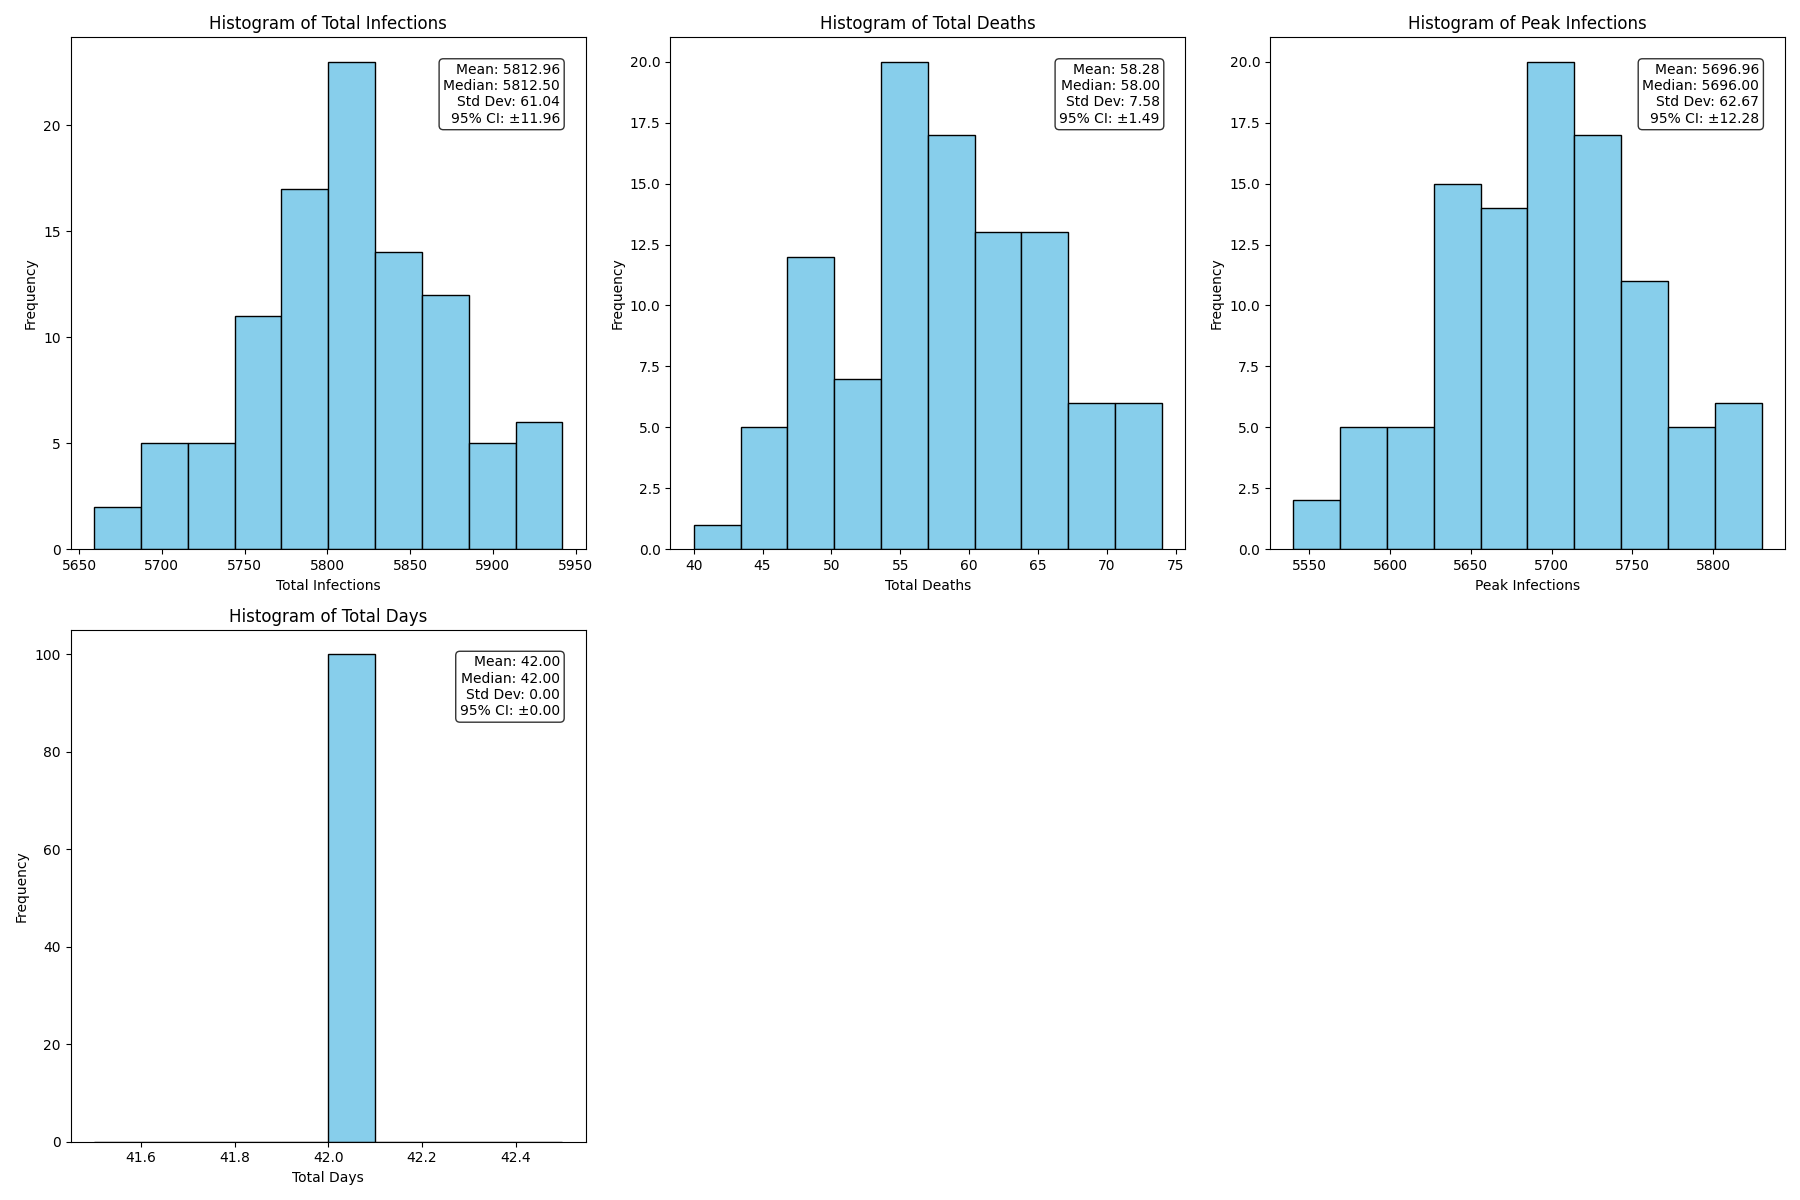 Histogram of Total Infections
Mean: 5812.96
Median: 5812.50
Std Dev: 61.04
95% CI: ±11.96
Frequency
20
15
10
5
0
5650 5700 5750 5800 5850 5900 5950
Total Infections
Histogram of Total Deaths
Mean: 58.28
Median: 58.00
Std Dev: 7.58
95% CI: ±1.49
Frequency
20.0
17.5
15.0
12.5
10.0
7.5
5.0
2.5
0.0
40 45 50 55 60 65 70 75
Total Deaths
Histogram of Peak Infections
Mean: 5696.96
Median: 5696.00
Std Dev: 62.67
95% CI: ±12.28
Frequency
20.0
17.5
15.0
12.5
10.0
7.5
5.0
2.5
0.0
5550 5600 5650 5700 5750 5800
Peak Infections
Histogram of Total Days
Mean: 42.00
Median: 42.00
Std Dev: 0.00
95% CI: ±0.00
Frequency
100
80
60
40
20
0
41.6 41.8 42.0 42.2 42.4
Total Days